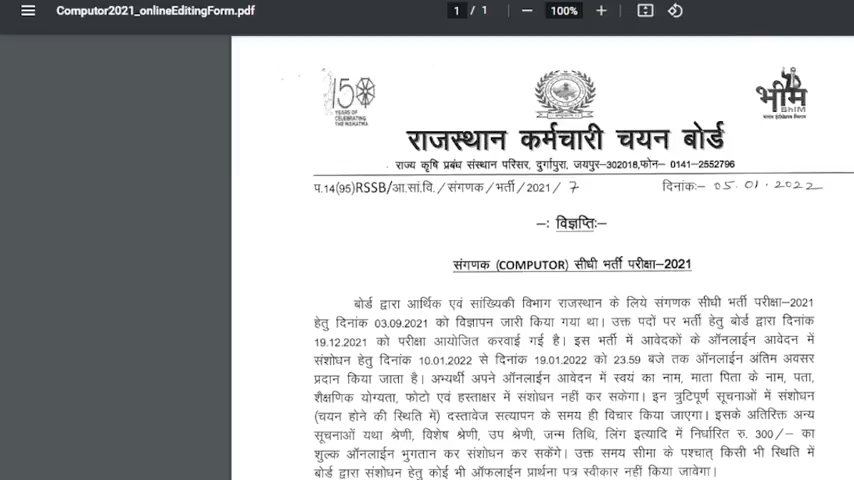 Computor2021_onlineEditingForm.pdf
1 / 1
100%
150
YEARS OF
CELEBRATING
THE MAHATMA
भीम
BHIM
राजस्थान कर्मचारी चयन बोर्ड
राज्य कृषि प्रबंध संस्थान परिसर, दुर्गापुरा, जयपुर–302018,फोन– 0141–2552796
प.14(95)RSSB/आ.सां.वि./संगणक/भर्ती/2021/7 दिनांकः– 05.01.2022
–: विज्ञप्तिः–
संगणक (COMPUTOR) सीधी भर्ती परीक्षा–2021
बोर्ड द्वारा आर्थिक एवं सांख्यिकी विभाग राजस्थान के लिये संगणक सीधी भर्ती परीक्षा–2021
हेतु दिनांक 03.09.2021 को विज्ञापन जारी किया गया था। उक्त पदों पर भर्ती हेतु बोर्ड द्वारा दिनांक
19.12.2021 को परीक्षा आयोजित करवाई गई है। इस भर्ती में आवेदकों के ऑनलाईन आवेदन में
संशोधन हेतु दिनांक 10.01.2022 से दिनांक 19.01.2022 को 23.59 बजे तक ऑनलाईन अंतिम अवसर
प्रदान किया जाता है। अभ्यर्थी अपने ऑनलाईन आवेदन में स्वयं का नाम, माता पिता के नाम, पता,
शैक्षणिक योग्यता, फोटो एवं हस्ताक्षर में संशोधन नहीं कर सकेगा। इन त्रुटिपूर्ण सूचनाओं में संशोधन
(चयन होने की स्थिति में) दस्तावेज सत्यापन के समय ही विचार किया जाएगा। इसके अतिरिक्त अन्य
सूचनाओं यथा श्रेणी, विशेष श्रेणी, उप श्रेणी, जन्म तिथि, लिंग इत्यादि में निर्धारित रु. 300/– का
शुल्क ऑनलाईन भुगतान कर संशोधन कर सकेंगे। उक्त समय सीमा के पश्चात् किसी भी स्थिति में
बोर्ड द्वारा संशोधन हेतु कोई भी ऑफलाईन प्रार्थना पत्र स्वीकार नहीं किया जावेगा।